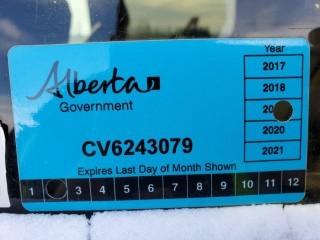 Alberta
Government
Year
2017
2018
2020
2021
CV6243079
Expires Last Day of Month Shown
1 3 4 5 6 7 8 9 10 11 12